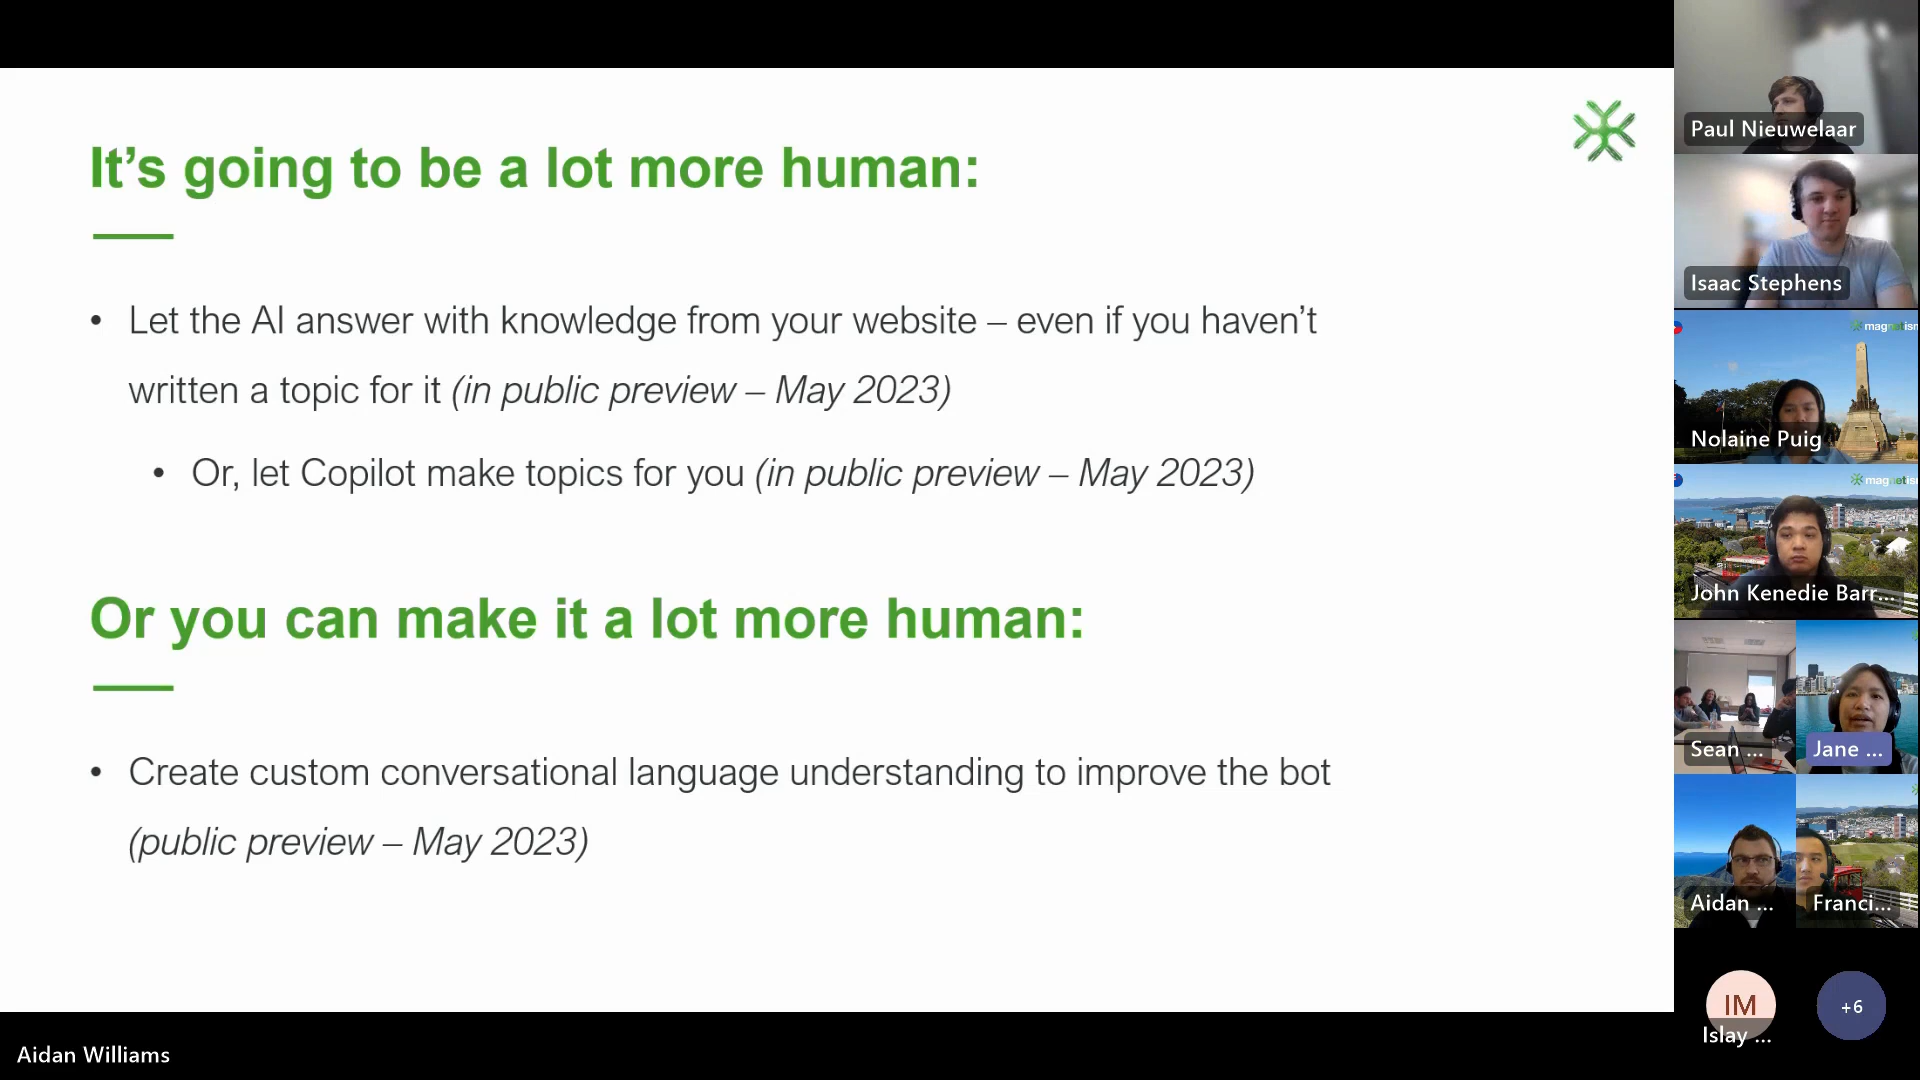 It’s going to be a lot more human:
• Let the AI answer with knowledge from your website – even if you haven’t
written a topic for it (in public preview – May 2023)
• Or, let Copilot make topics for you (in public preview – May 2023)
Or you can make it a lot more human:
• Create custom conversational language understanding to improve the bot
(public preview – May 2023)
Aidan Williams
Paul Nieuwelaar
Isaac Stephens
magnetism
Nolaine Puig
magnetis
John Kenedie Barr...
Sean ...
Jane ...
Aidan ...
Franci...
IM
Islay ...
+6